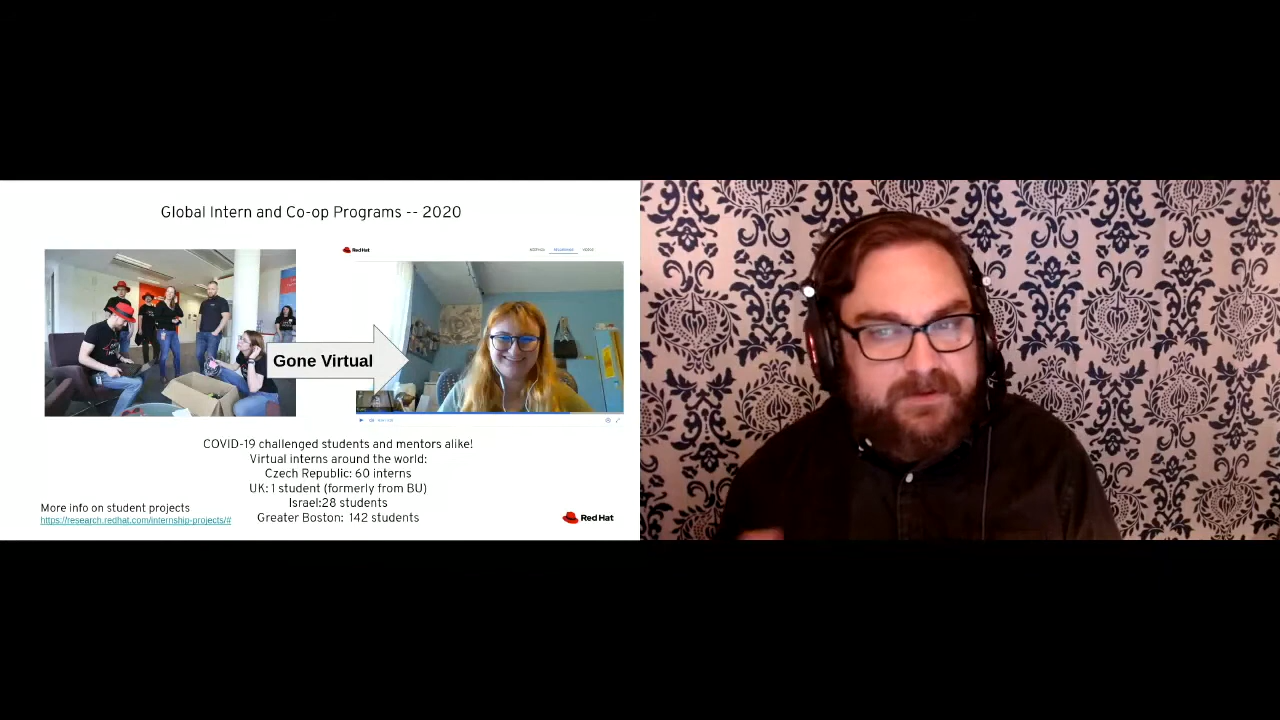 Global Intern and Co-op Programs -- 2020
Red Hat
Gone Virtual
COVID-19 challenged students and mentors alike!
Virtual interns around the world:
Czech Republic: 60 interns
UK: 1 student (formerly from BU)
Israel:28 students
Greater Boston: 142 students
More info on student projects
https://research.redhat.com/internship-projects/#
Red Hat